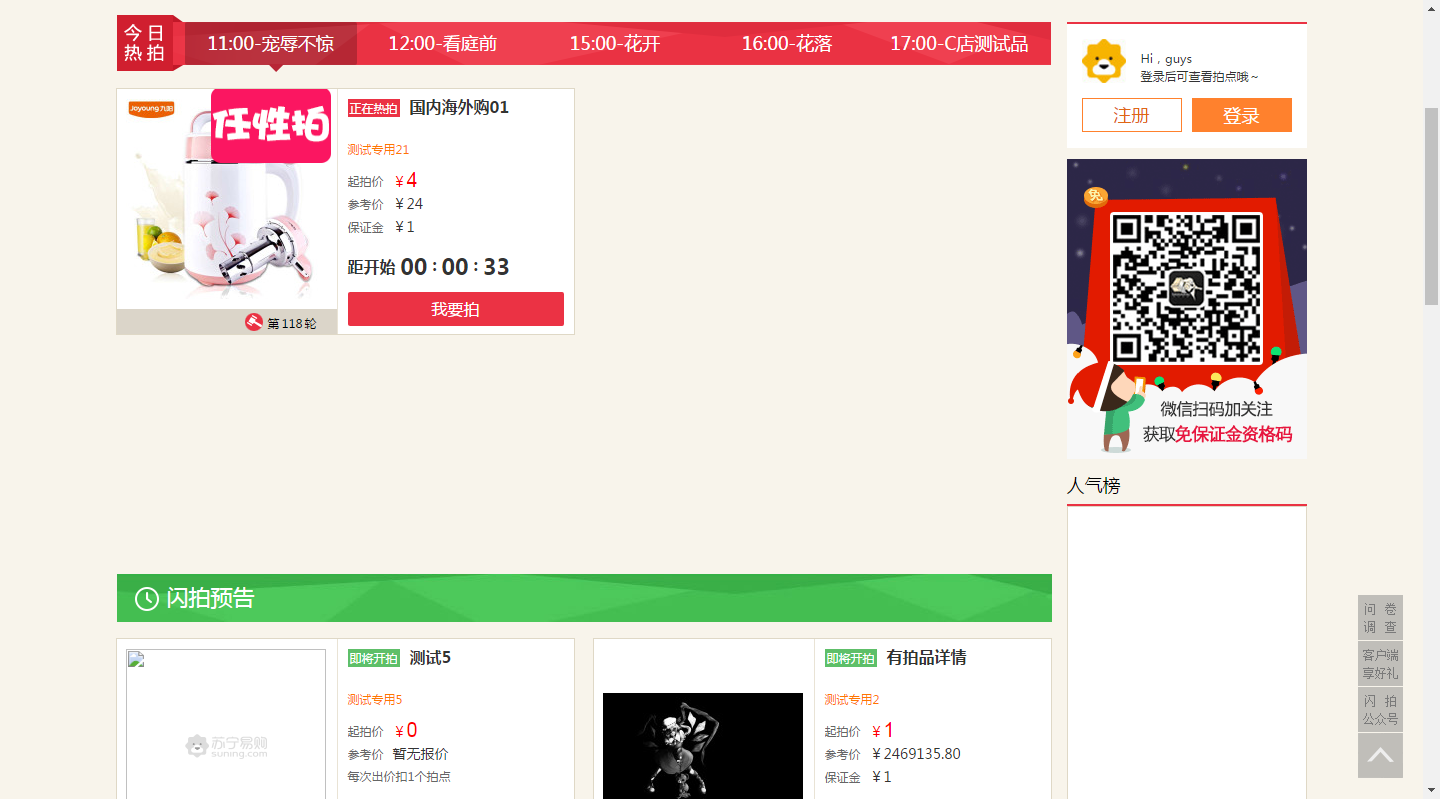 今日
热拍
11:00-宠辱不惊
12:00-看庭前
15:00-花开
16:00-花落
17:00-C店测试品
Joyoung九阳
任性拍
第118轮
正在热拍 国内海外购01
测试专用21
起拍价 ¥4
参考价 ¥24
保证金 ¥1
距开始 00:00:33
我要拍
Hi，guys
登录后可查看拍点哦~
注册
登录
免
微信扫码加关注
获取免保证金资格码
人气榜
闪拍预告
苏宁易购
suning.com
即将开拍 测试5
测试专用5
起拍价 ¥0
参考价 暂无报价
每次出价扣1个拍点
即将开拍 有拍品详情
测试专用2
起拍价 ¥1
参考价 ¥2469135.80
保证金 ¥1
问卷
调查
客户端
享好礼
闪拍
公众号